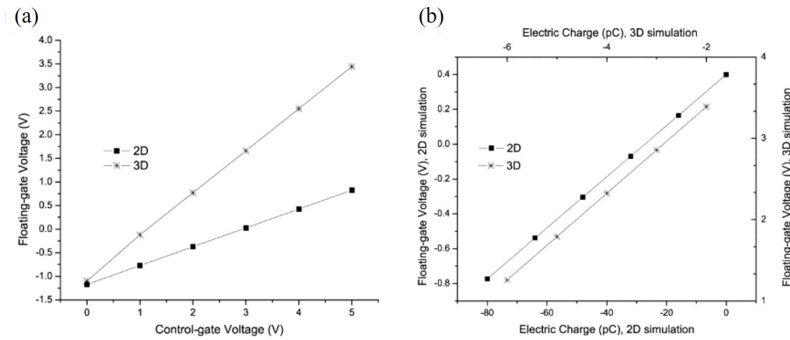 (a)
4.0
3.5
3.0
2.5
2.0
1.5
1.0
0.5
0.0
-0.5
-1.0
-1.5
Floating-gate Voltage (V)
2D
3D
0 1 2 3 4 5
Control-gate Voltage (V)
(b)
Electric Charge (pC), 3D simulation
-6 -4 -2
0.4
0.2
0.0
-0.2
-0.4
-0.6
-0.8
Floating-gate Voltage (V), 2D simulation
2D
3D
4
3
2
1
Floating-gate Voltage (V), 3D simulation
-80 -60 -40 -20 0
Electric Charge (pC), 2D simulation